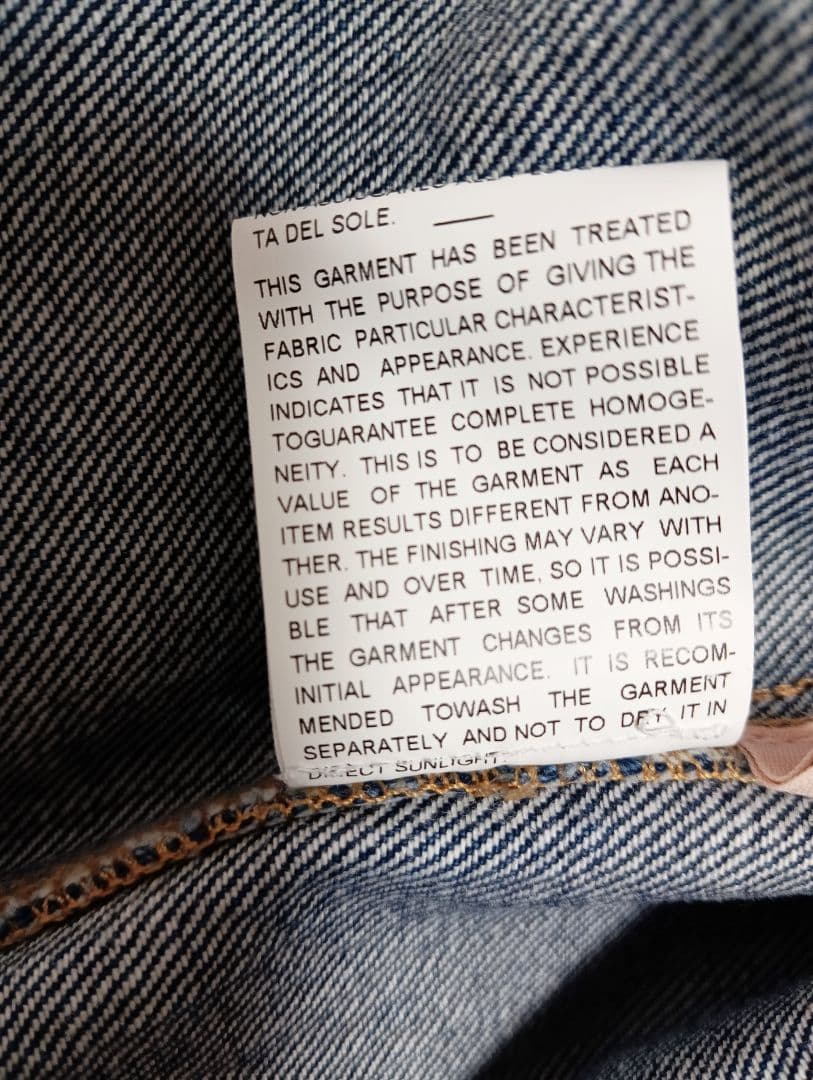 TA DEL SOLE.
THIS GARMENT HAS BEEN TREATED
WITH THE PURPOSE OF GIVING THE
FABRIC PARTICULAR CHARACTERIST-
ICS AND APPEARANCE. EXPERIENCE
INDICATES THAT IT IS NOT POSSIBLE
TOGUARANTEE COMPLETE HOMOGE-
NEITY. THIS IS TO BE CONSIDERED A
VALUE OF THE GARMENT AS EACH
ITEM RESULTS DIFFERENT FROM ANO-
THER. THE FINISHING MAY VARY WITH
USE AND OVER TIME, SO IT IS POSSI-
BLE THAT AFTER SOME WASHINGS
THE GARMENT CHANGES FROM ITS
INITIAL APPEARANCE. IT IS RECOM-
MENDED TOWASH THE GARMENT
SEPARATELY AND NOT TO DRY IT IN
DIRECT SUNLIGHT.